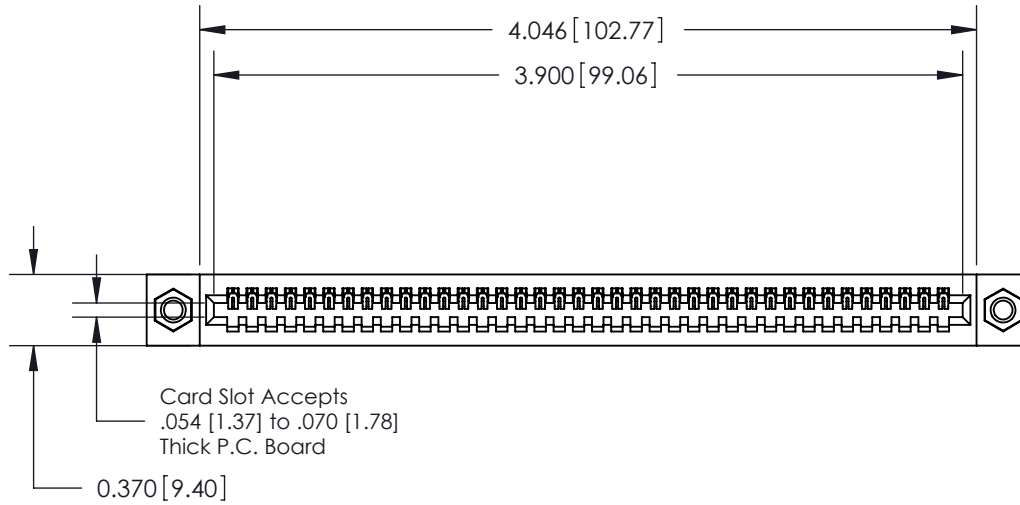 4.046 [102.77]
3.900 [99.06]
Card Slot Accepts
.054 [1.37] to .070 [1.78]
Thick P.C. Board
0.370 [9.40]